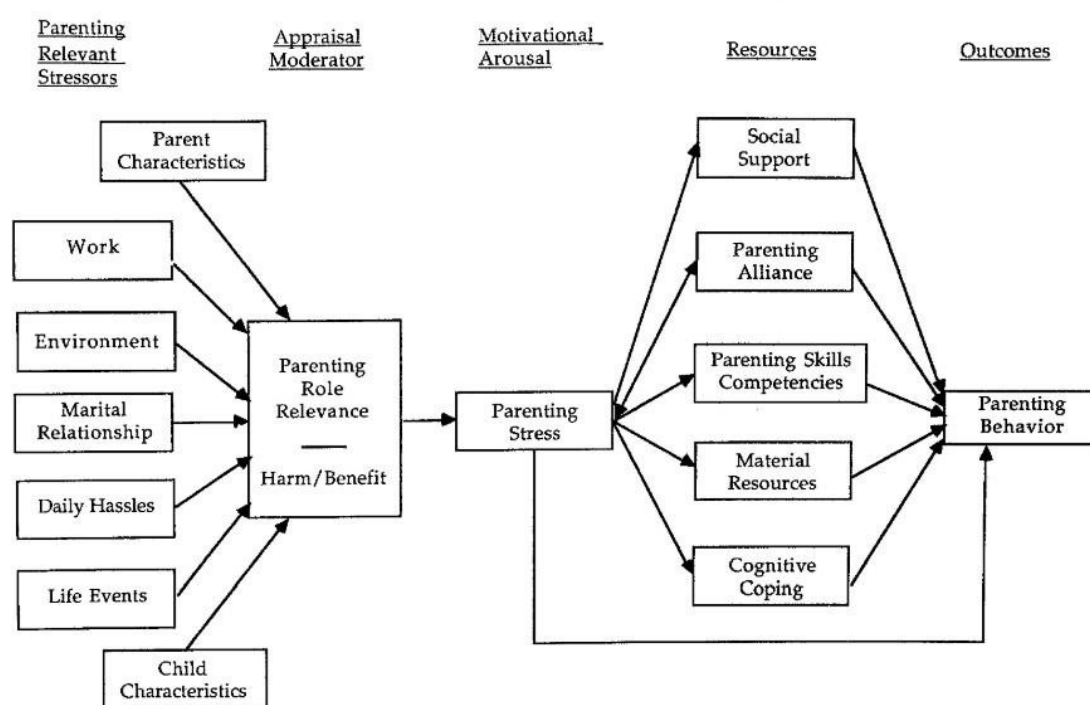 Parenting
Relevant
Stressors
Appraisal
Moderator
Motivational
Arousal
Resources
Outcomes
Parent
Characteristics
Work
Environment
Marital
Relationship
Daily Hassles
Life Events
Child
Characteristics
Parenting
Role
Relevance
Harm/Benefit
Parenting
Stress
Social
Support
Parenting
Alliance
Parenting Skills
Competencies
Material
Resources
Cognitive
Coping
Parenting
Behavior